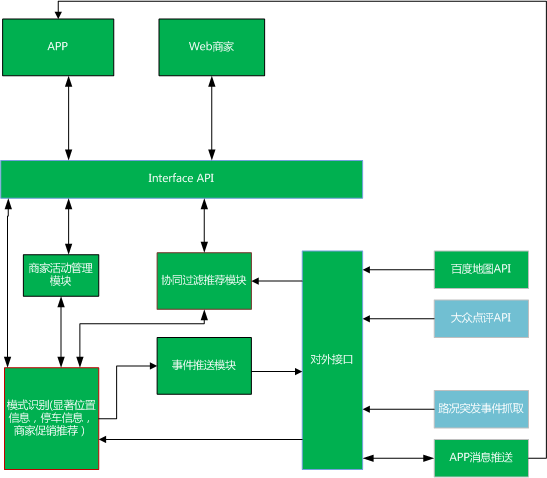 APP
Web商家
Interface API
商家活动管理
模块
协同过滤推荐模块
百度地图API
大众点评API
对外接口
事件推送模块
模式识别(显著位置
信息，停车信息，
商家促销推荐）
路况突发事件抓取
APP消息推送